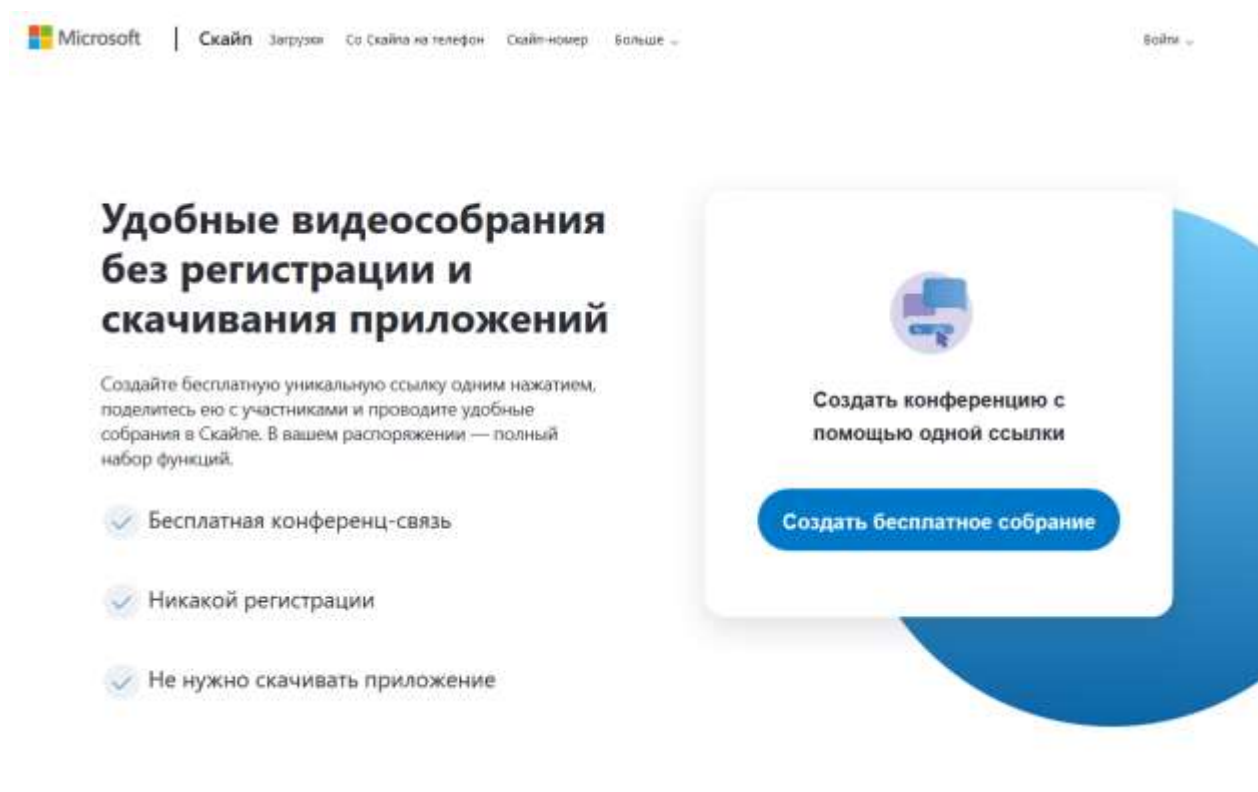 Microsoft | Скайп Загрузки Со Скайпа на телефон Скайп-номер Больше Войти
Удобные видеособрания
без регистрации и
скачивания приложений
Создайте бесплатную уникальную ссылку одним нажатием,
поделитесь ею с участниками и проводите удобные
собрания в Скайпе. В вашем распоряжении — полный
набор функций.
Бесплатная конференц-связь
Никакой регистрации
Не нужно скачивать приложение
Создать конференцию с
помощью одной ссылки
Создать бесплатное собрание